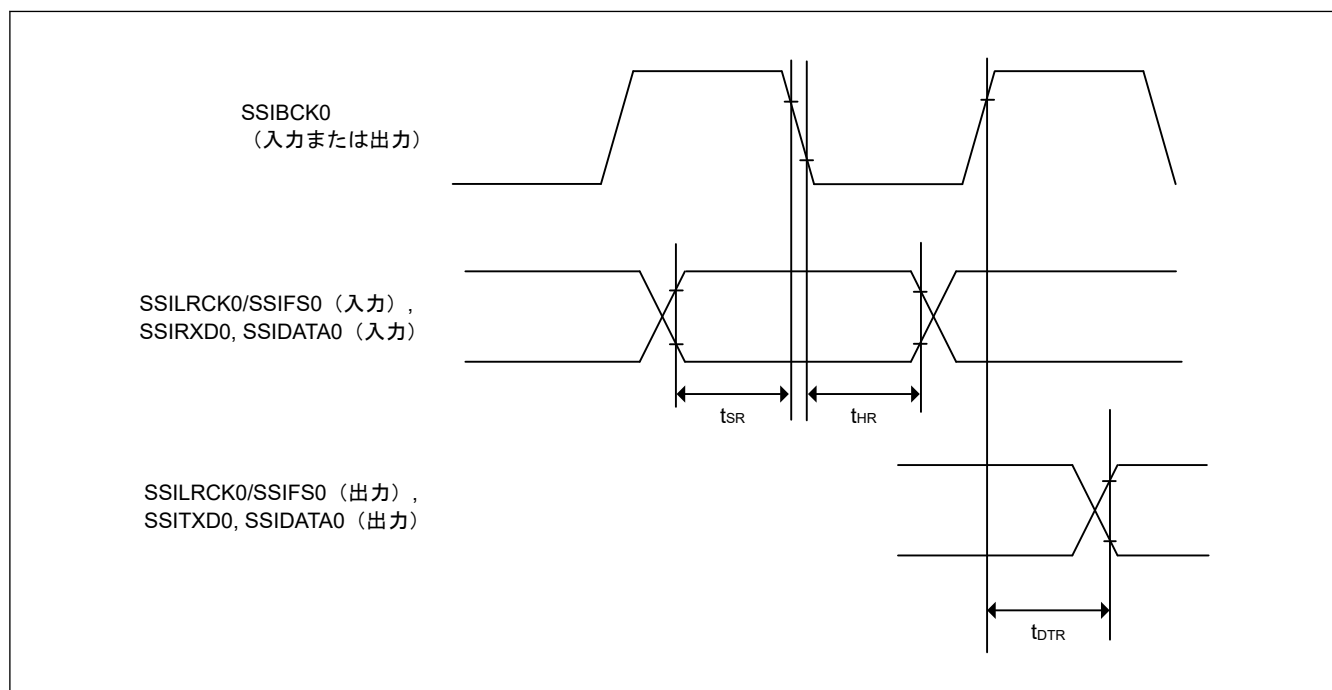 SSIBCK0
（入力または出力）
SSILRCK0/SSIFS0（入力）,
SSIRXD0, SSIDATA0（入力）
tSR
tHR
SSILRCK0/SSIFS0（出力）,
SSITXD0, SSIDATA0（出力）
tDTR